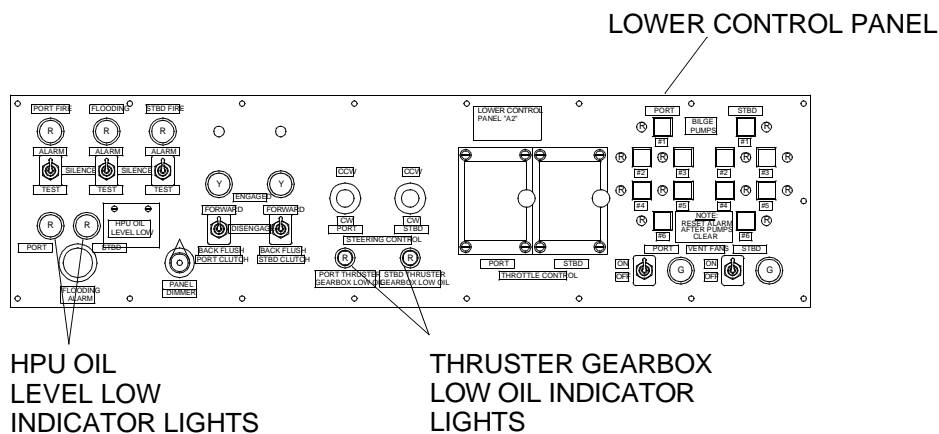 LOWER CONTROL PANEL
PORT FIRE FLOODING STBD FIRE
R R R
ALARM ALARM ALARM
SILENCE SILENCE
TEST TEST TEST
R R
HPU OIL
LEVEL LOW
PORT STBD
FLOODING
ALARM
PANEL
DIMMER
Y Y
ENGAGED
FORWARD FORWARD
DISENGAGE
BACK FLUSH BACK FLUSH
PORT CLUTCH STBD CLUTCH
CCW CCW
CW CW
PORT STBD
STEERING CONTROL
R R
PORT THRUSTER STBD THRUSTER
GEARBOX LOW OIL GEARBOX LOW OIL
LOWER CONTROL
PANEL "A2"
PORT STBD
THROTTLE CONTROL
PORT STBD
R BILGE R
PUMPS
#1 #1
R R R R
#2 #3 #2 #3
R R R R
#4 #5 #4 #5
R NOTE: R
RESET ALARM
AFTER PUMPS
CLEAR
#6 #6
PORT VENT FANS STBD
ON ON
OFF OFF
G G
HPU OIL
LEVEL LOW
INDICATOR LIGHTS
THRUSTER GEARBOX
LOW OIL INDICATOR
LIGHTS